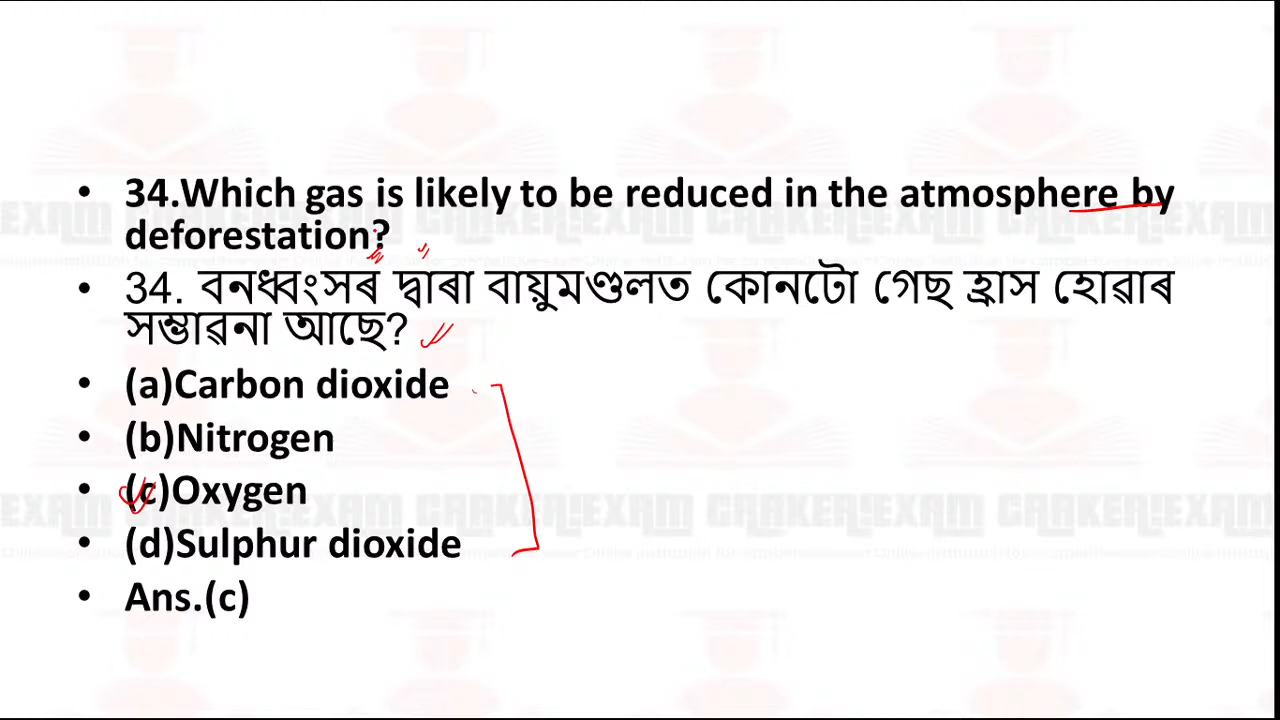 • 34.Which gas is likely to be reduced in the atmosphere by
deforestation?
• 34. বনধ্বংসৰ দ্বাৰা বায়ুমণ্ডলত কোনটো গেছ হ্ৰাস হোৱাৰ
সম্ভাৱনা আছে?
• (a)Carbon dioxide
• (b)Nitrogen
• (c)Oxygen
• (d)Sulphur dioxide
• Ans.(c)